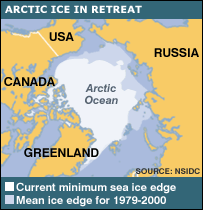 ARCTIC ICE IN RETREAT
USA
RUSSIA
CANADA
Arctic
Ocean
GREENLAND
SOURCE: NSIDC
Current minimum sea ice edge
Mean ice edge for 1979-2000